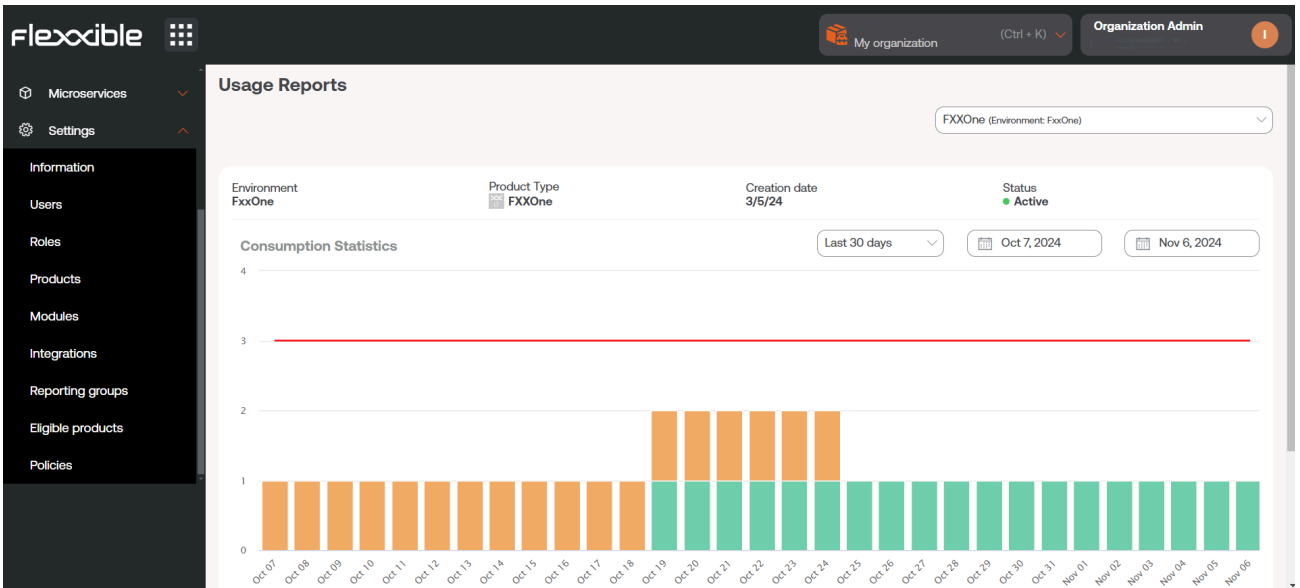 Flexxible
My organization
(Ctrl + K)
Organization Admin
I
Microservices
Settings
Information
Users
Roles
Products
Modules
Integrations
Reporting groups
Eligible products
Policies
Usage Reports
FXXOne (Environment: FxxOne)
Environment
FxxOne
Product Type
FXXOne
Creation date
3/5/24
Status
Active
Consumption Statistics
Last 30 days
Oct 7, 2024
Nov 6, 2024
4
3
2
1
0
Oct 07
Oct 08
Oct 09
Oct 10
Oct 11
Oct 12
Oct 13
Oct 14
Oct 15
Oct 16
Oct 17
Oct 18
Oct 19
Oct 20
Oct 21
Oct 22
Oct 23
Oct 24
Oct 25
Oct 26
Oct 27
Oct 28
Oct 29
Oct 30
Oct 31
Nov 01
Nov 02
Nov 03
Nov 04
Nov 05
Nov 06